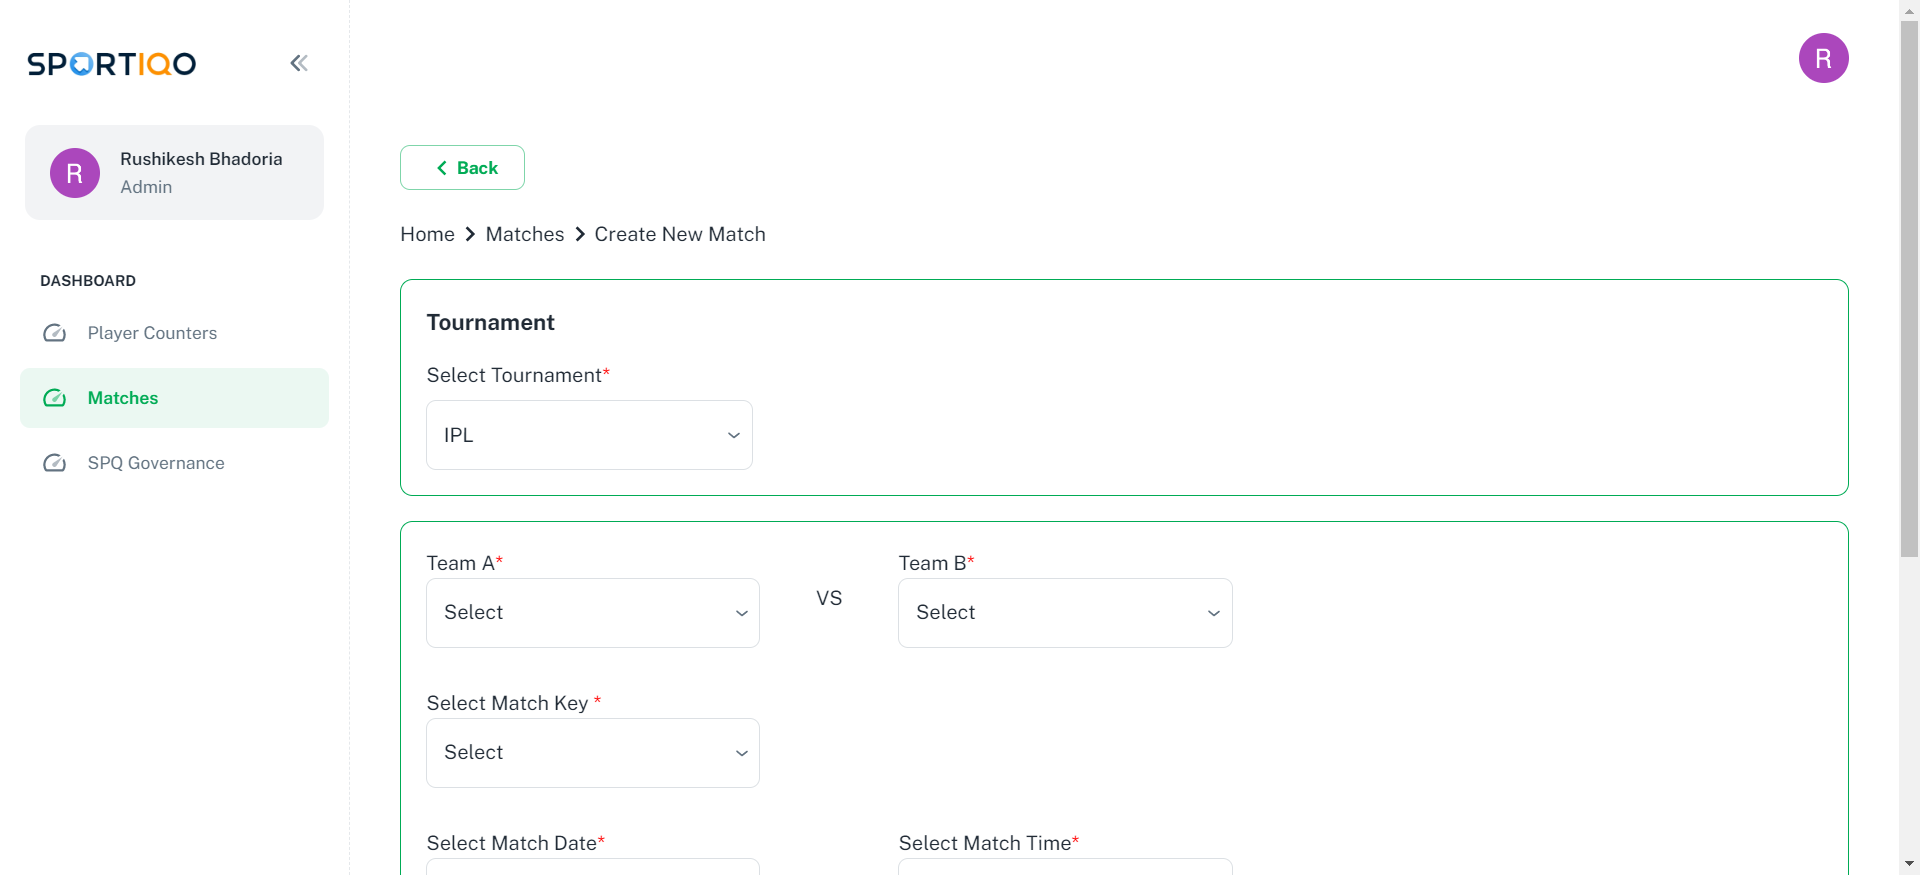 SPORTIQO
R
R
Rushikesh Bhadoria
Admin
DASHBOARD
Player Counters
Matches
SPQ Governance
Back
Home > Matches > Create New Match
Tournament
Select Tournament*
IPL
Team A*
Select
VS
Team B*
Select
Select Match Key *
Select
Select Match Date*
Select Match Time*